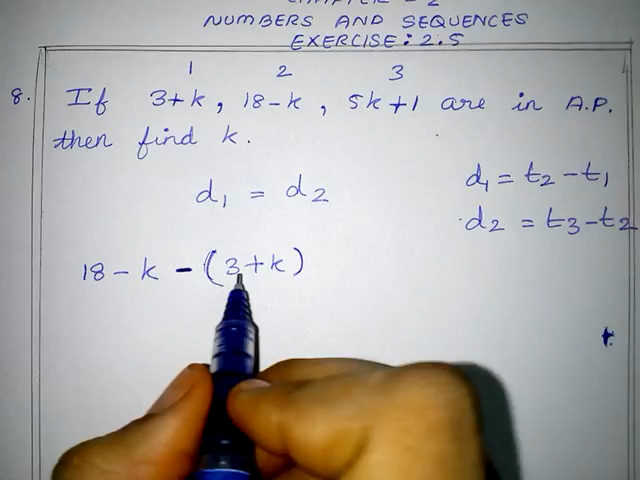 NUMBERS AND SEQUENCES
EXERCISE: 2.5
1 2 3
8. If 3+k, 18-k, 5k+1 are in A.P.
then find k.
d₁ = d₂
d₁ = t₂ - t₁
d₂ = t₃ - t₂
18 - k - (3+k)